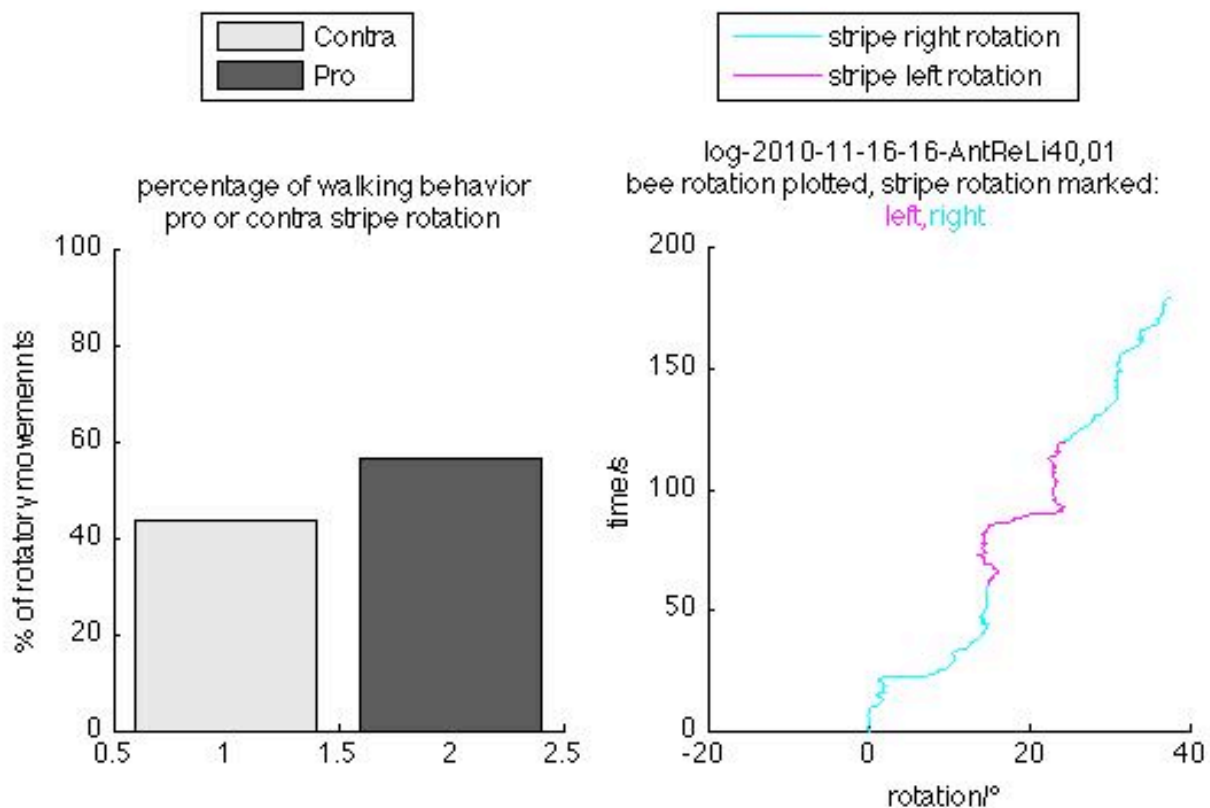 Contra
Pro
percentage of walking behavior
pro or contra stripe rotation
% of rotatory movemennts
100
80
60
40
20
0
0.5
1
1.5
2
2.5
stripe right rotation
stripe left rotation
log-2010-11-16-16-AntReLi40,01
bee rotation plotted, stripe rotation marked:
left,right
time/s
200
150
100
50
0
-20
0
20
40
rotation/°